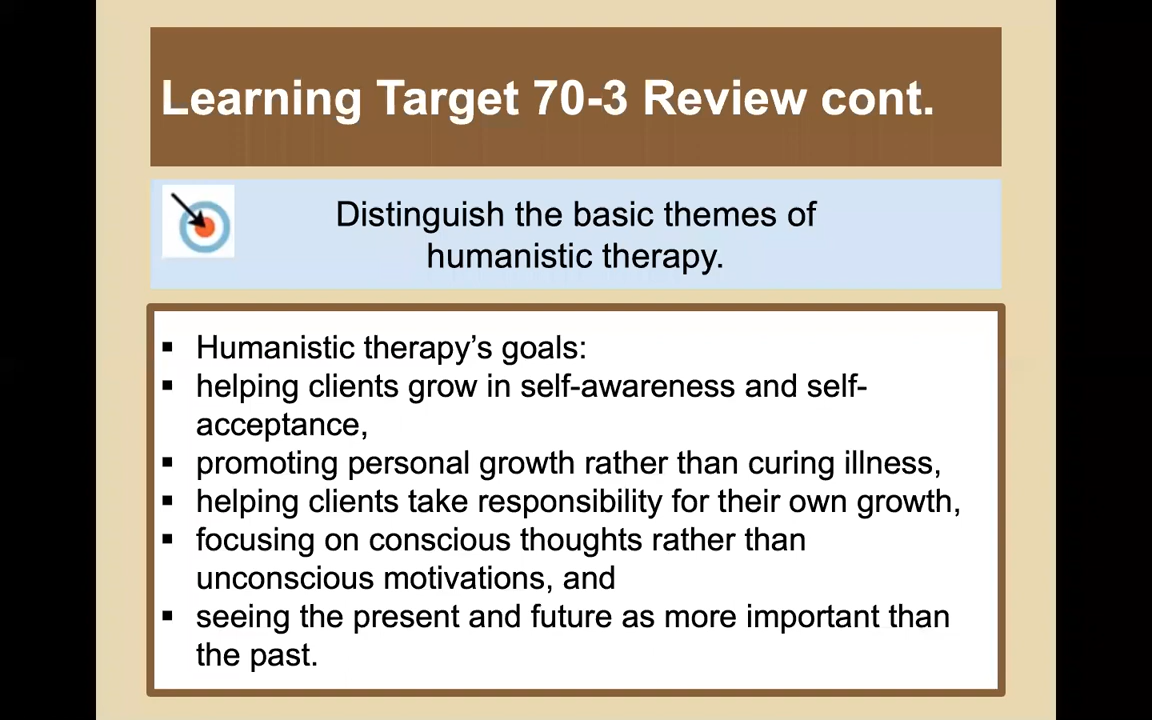 Learning Target 70-3 Review cont.
Distinguish the basic themes of
humanistic therapy.
▪ Humanistic therapy’s goals:
▪ helping clients grow in self-awareness and self-
acceptance,
▪ promoting personal growth rather than curing illness,
▪ helping clients take responsibility for their own growth,
▪ focusing on conscious thoughts rather than
unconscious motivations, and
▪ seeing the present and future as more important than
the past.